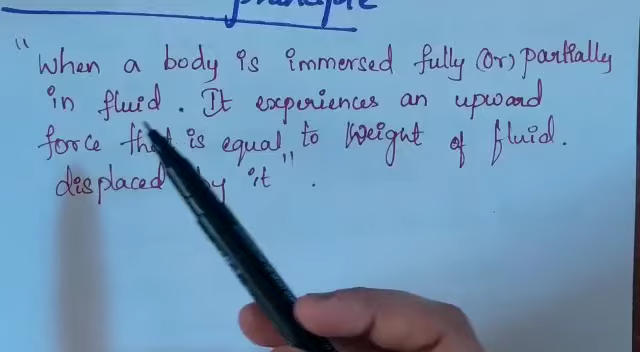 principle
"When a body is immersed fully (Or) partially
in fluid. It experiences an upward
force that is equal to Weight of fluid.
displaced by it".